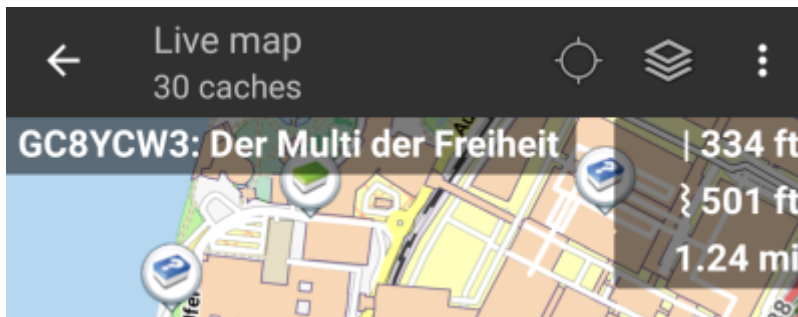 Live map
30 caches
GC8YCW3: Der Multi der Freiheit
334 ft
501 ft
1.24 mi